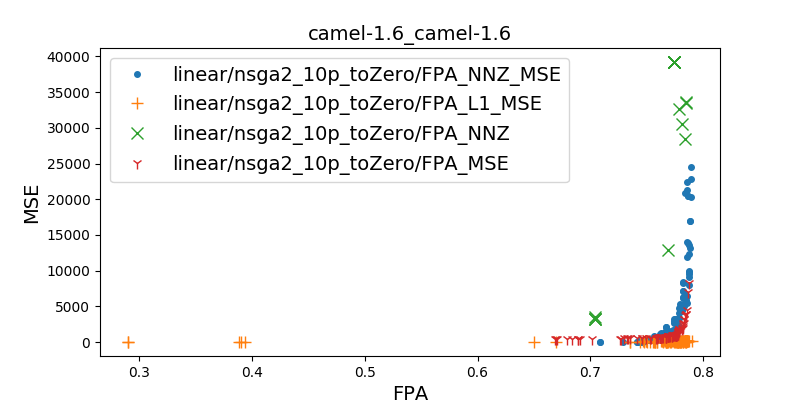 camel-1.6_camel-1.6
linear/nsga2_10p_toZero/FPA_NNZ_MSE
linear/nsga2_10p_toZero/FPA_L1_MSE
linear/nsga2_10p_toZero/FPA_NNZ
linear/nsga2_10p_toZero/FPA_MSE
MSE
40000
35000
30000
25000
20000
15000
10000
5000
0
0.3 0.4 0.5 0.6 0.7 0.8
FPA